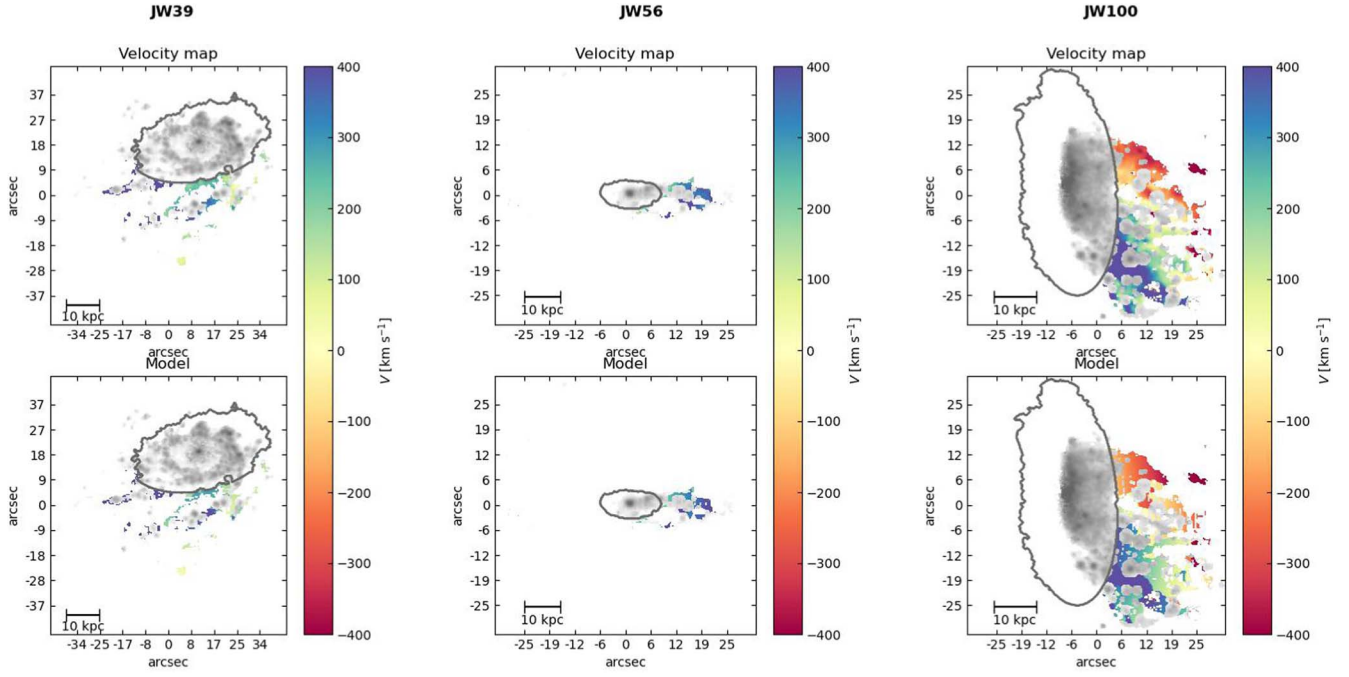 JW39
JW56
JW100
Velocity map
Velocity map
Velocity map
37
27
18
9
0
-9
-18
-28
-37
arcsec
10 kpc
-34 -25 -17 -8 0 8 17 25 34
arcsec
400
300
200
100
0
−100
−200
−300
−400
V [km s⁻¹]
25
19
12
6
0
-6
-12
-19
-25
arcsec
10 kpc
-25 -19 -12 -6 0 6 12 19 25
arcsec
400
300
200
100
0
−100
−200
−300
−400
V [km s⁻¹]
25
19
12
6
0
-6
-12
-19
-25
arcsec
10 kpc
-25 -19 -12 -6 0 6 12 19 25
arcsec
400
300
200
100
0
−100
−200
−300
−400
V [km s⁻¹]
Model
Model
Model
37
27
18
9
0
-9
-18
-28
-37
arcsec
10 kpc
-34 -25 -17 -8 0 8 17 25 34
arcsec
25
19
12
6
0
-6
-12
-19
-25
arcsec
10 kpc
-25 -19 -12 -6 0 6 12 19 25
arcsec
25
19
12
6
0
-6
-12
-19
-25
arcsec
10 kpc
-25 -19 -12 -6 0 6 12 19 25
arcsec